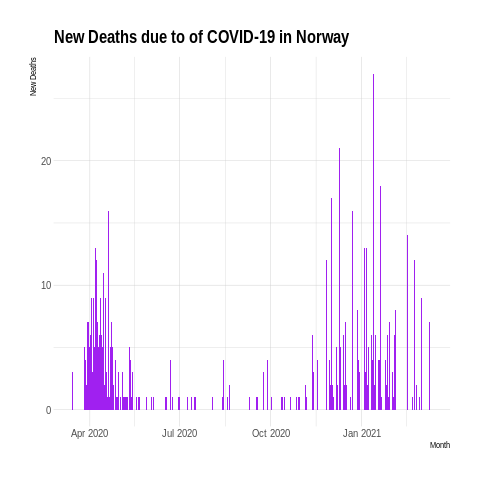 New Deaths due to of COVID-19 in Norway
New Deaths
20
10
0
Apr 2020
Jul 2020
Oct 2020
Jan 2021
Month